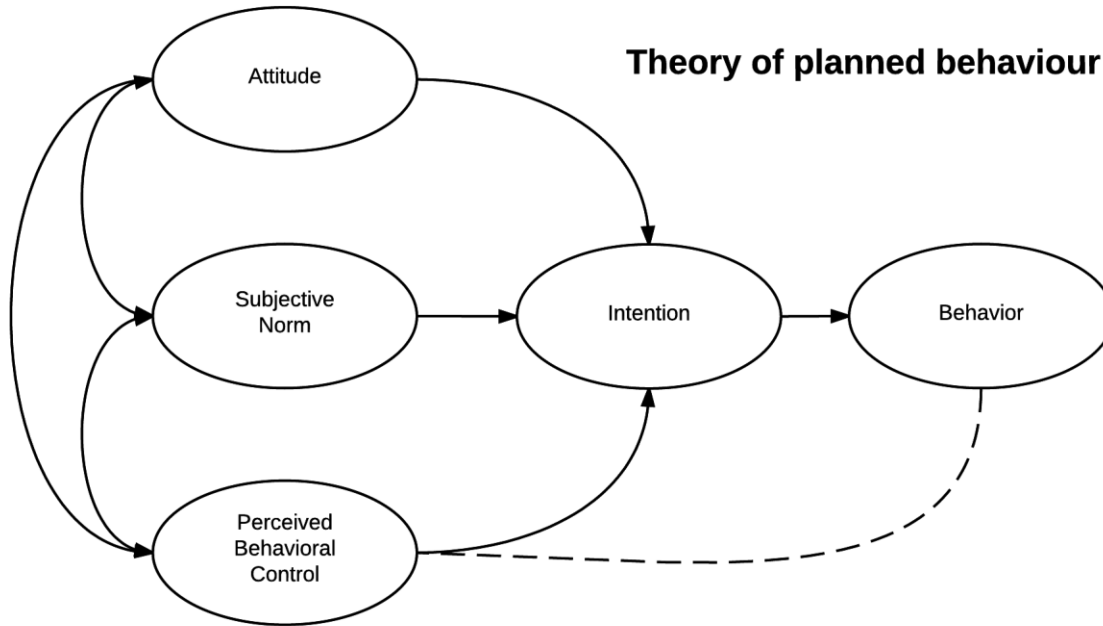 Theory of planned behaviour
Attitude
Subjective
Norm
Intention
Behavior
Perceived
Behavioral
Control